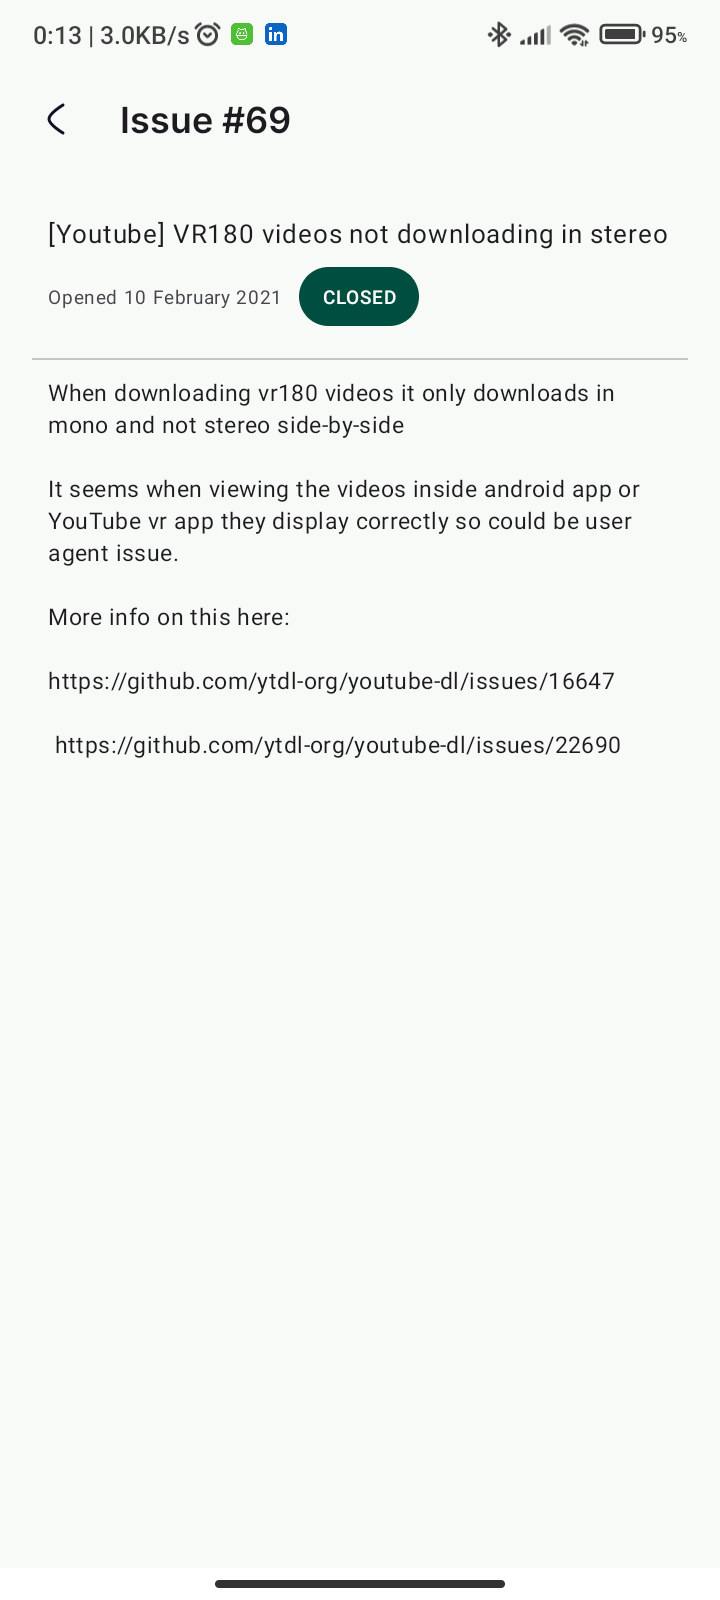 0:13 | 3.0KB/s in 95%
Issue #69
[Youtube] VR180 videos not downloading in stereo
Opened 10 February 2021 CLOSED
When downloading vr180 videos it only downloads in
mono and not stereo side-by-side
It seems when viewing the videos inside android app or
YouTube vr app they display correctly so could be user
agent issue.
More info on this here:
https://github.com/ytdl-org/youtube-dl/issues/16647
https://github.com/ytdl-org/youtube-dl/issues/22690